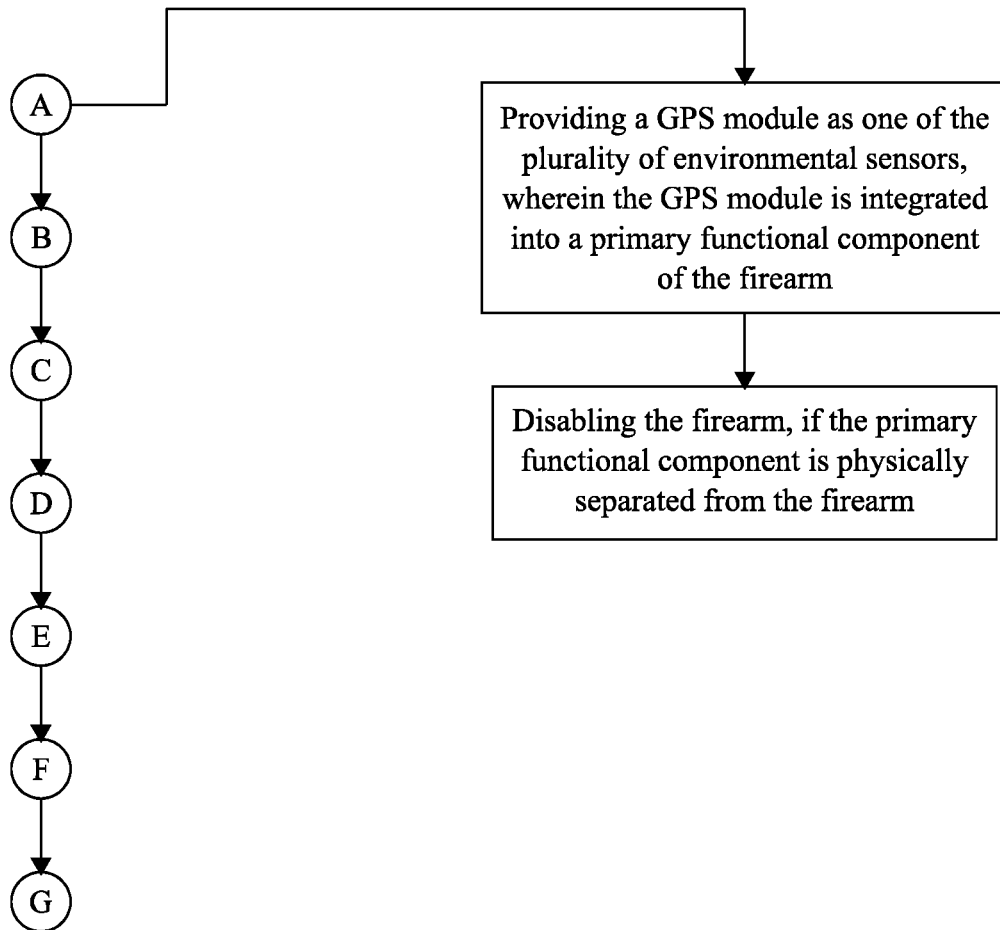 A
Providing a GPS module as one of the
plurality of environmental sensors,
wherein the GPS module is integrated
into a primary functional component
of the firearm
B
C
Disabling the firearm, if the primary
functional component is physically
separated from the firearm
D
E
F
G